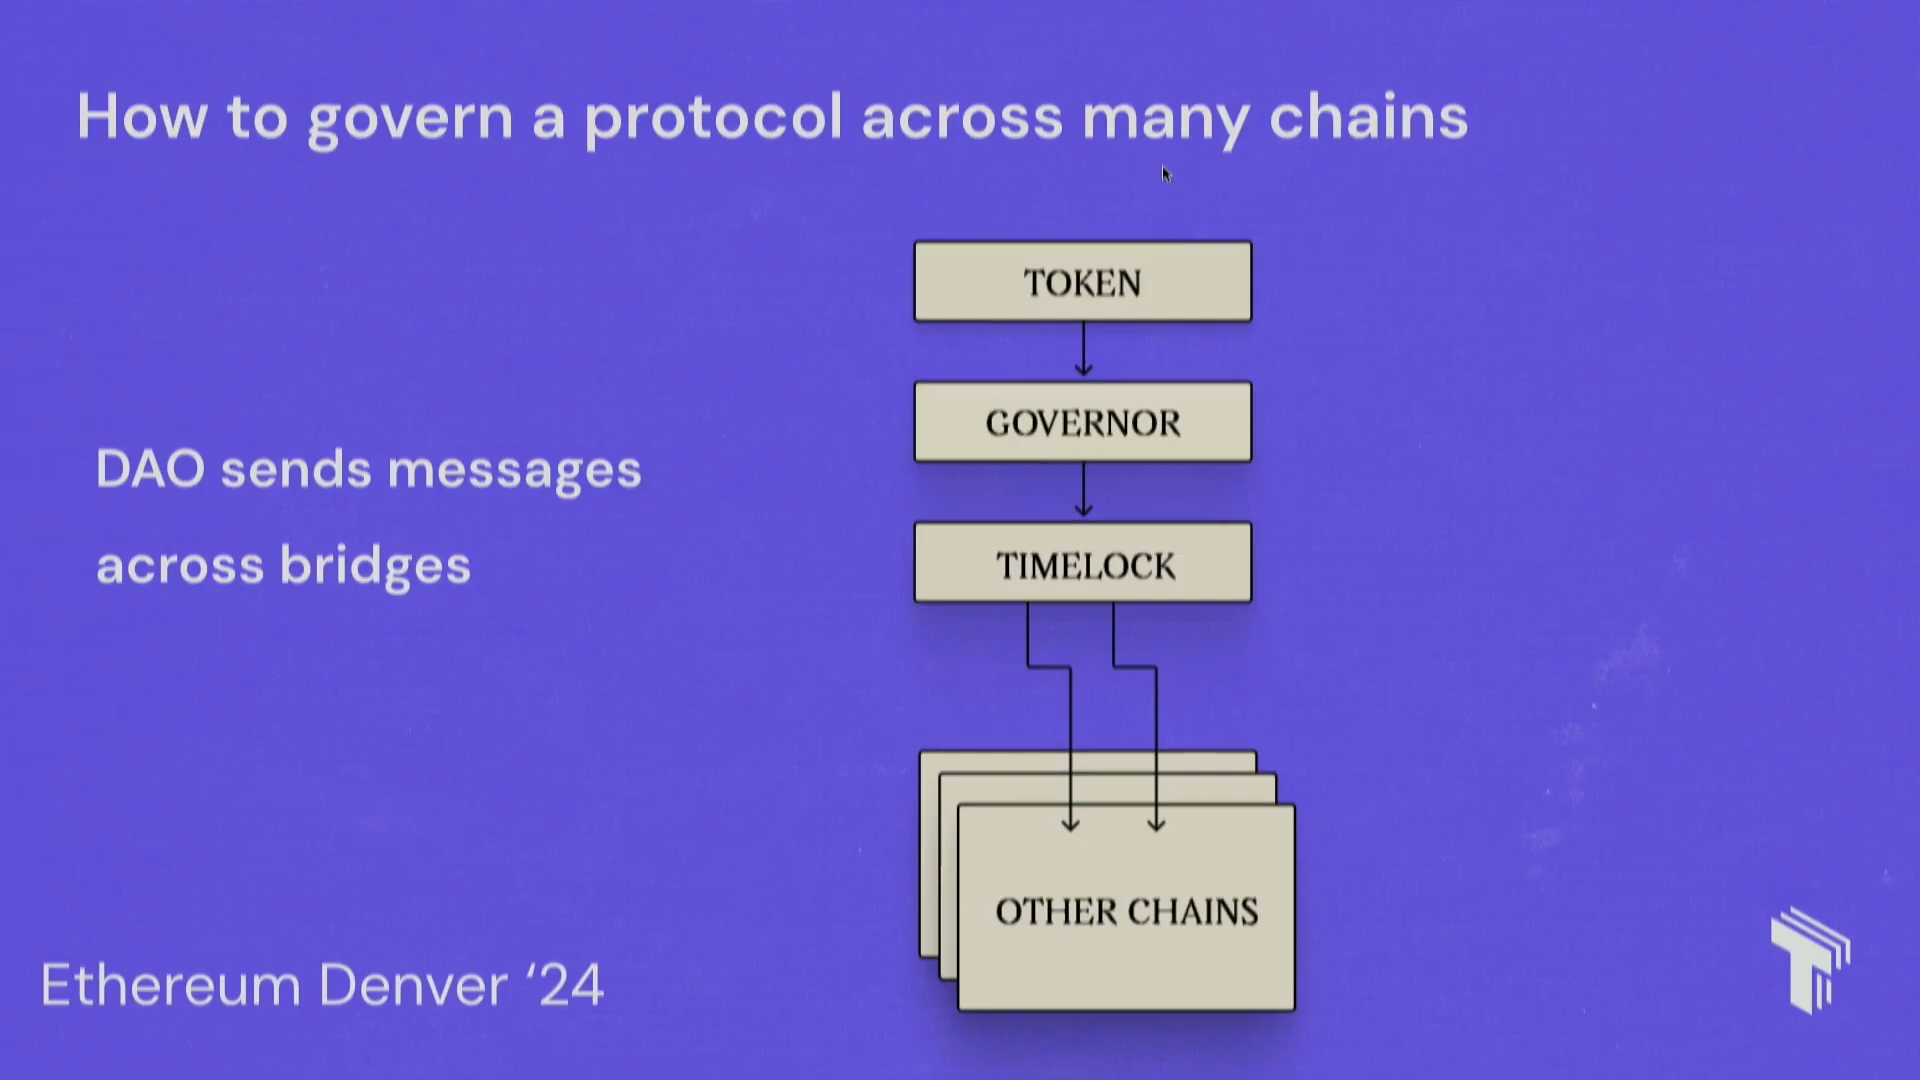 How to govern a protocol across many chains
TOKEN
GOVERNOR
DAO sends messages
across bridges
TIMELOCK
OTHER CHAINS
Ethereum Denver ‘24